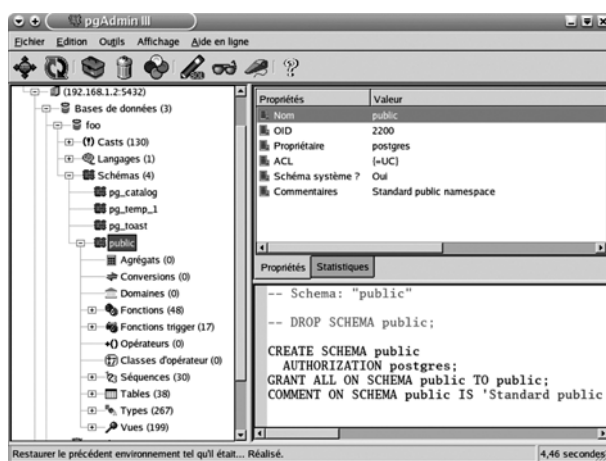 pgAdmin III
Fichier Edition Outils Affichage Aide en ligne
(192.168.1.2:5432)
Bases de données (3)
foo
Casts (130)
Langages (1)
Schémas (4)
pg_catalog
pg_temp_1
pg_toast
public
Agrégats (0)
Conversions (0)
Domaines (0)
Fonctions (48)
Fonctions trigger (17)
Opérateurs (0)
Classes d'opérateur (0)
Séquences (30)
Tables (38)
Types (267)
Vues (199)
Propriétés Valeur
Nom public
OID 2200
Propriétaire postgres
ACL {=UC}
Schéma système ? Oui
Commentaires Standard public namespace
Propriétés Statistiques
-- Schema: "public"
-- DROP SCHEMA public;
CREATE SCHEMA public
AUTHORIZATION postgres;
GRANT ALL ON SCHEMA public TO public;
COMMENT ON SCHEMA public IS 'Standard public
Restaurer le précédent environnement tel qu'il était... Réalisé. 4,46 secondes